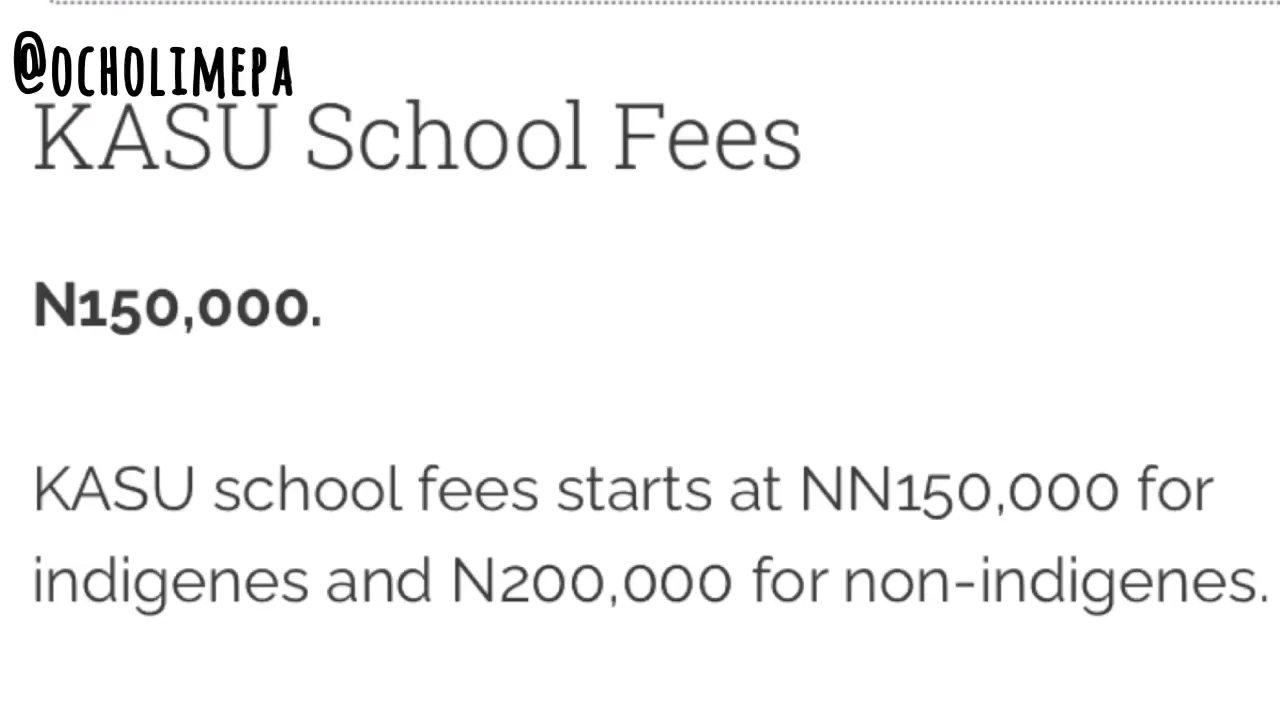 @OCHOLIMEPA
KASU School Fees
N150,000.
KASU school fees starts at NN150,000 for
indigenes and N200,000 for non-indigenes.